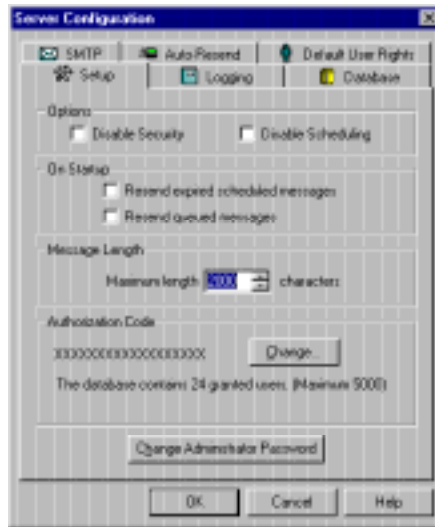 Server Configuration
SMTP Auto-Resend Default User Rights
Setup Logging Database
Options
Disable Security Disable Scheduling
On Startup
Resend expired scheduled messages
Resend queued messages
Message Length
Maximum length characters
Authorization Code
XXXXXXXXXXXXXXXXXXX Change...
The database contains 24 granted users. (Maximum 5000)
Change Administrator Password
OK Cancel Help